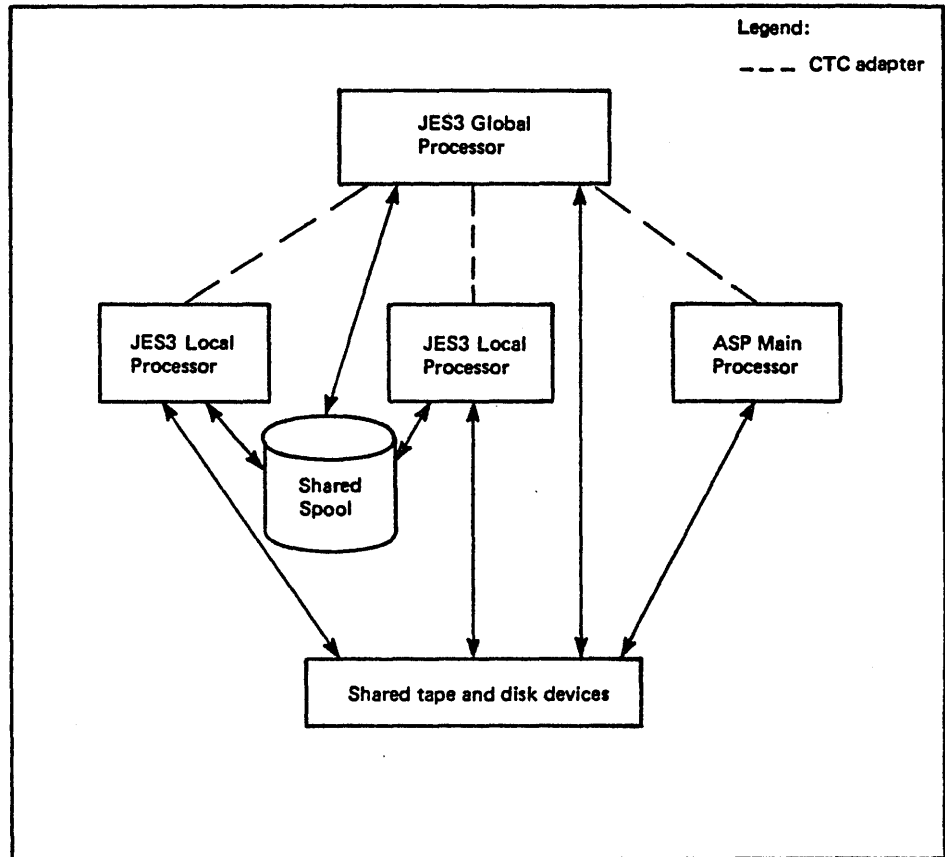 Legend:
CTC adapter
JES3 Global
Processor
JES3 Local
Processor
JES3 Local
Processor
ASP Main
Processor
Shared
Spool
Shared tape and disk devices